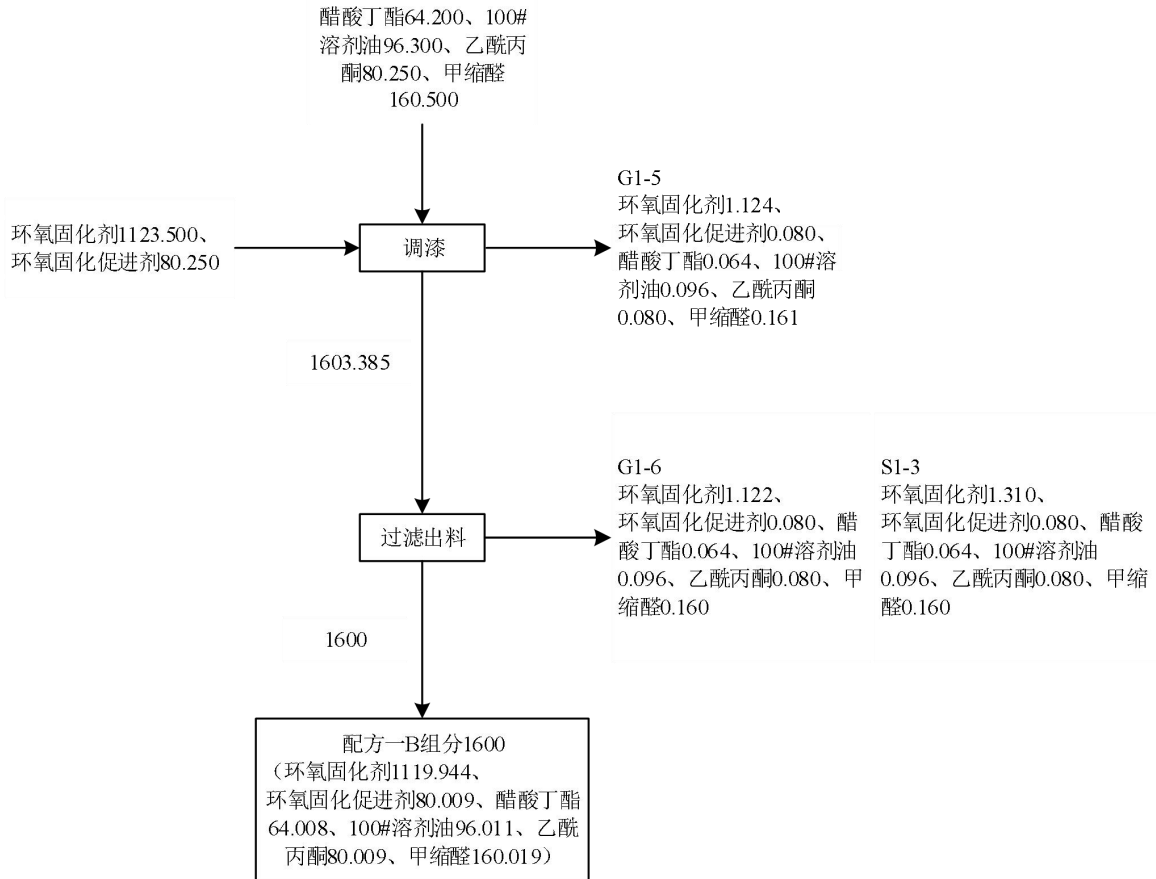 醋酸丁酯64.200、100#
溶剂油96.300、乙酰丙
酮80.250、甲缩醛
160.500
环氧固化剂1123.500、
环氧固化促进剂80.250
调漆
G1-5
环氧固化剂1.124、
环氧固化促进剂0.080、
醋酸丁酯0.064、100#溶
剂油0.096、乙酰丙酮
0.080、甲缩醛0.161
1603.385
过滤出料
G1-6
环氧固化剂1.122、
环氧固化促进剂0.080、醋
酸丁酯0.064、100#溶剂油
0.096、乙酰丙酮0.080、甲
缩醛0.160
S1-3
环氧固化剂1.310、
环氧固化促进剂0.080、醋酸
丁酯0.064、100#溶剂油
0.096、乙酰丙酮0.080、甲缩
醛0.160
1600
配方一B组分1600
（环氧固化剂1119.944、
环氧固化促进剂80.009、醋酸丁酯
64.008、100#溶剂油96.011、乙酰
丙酮80.009、甲缩醛160.019）